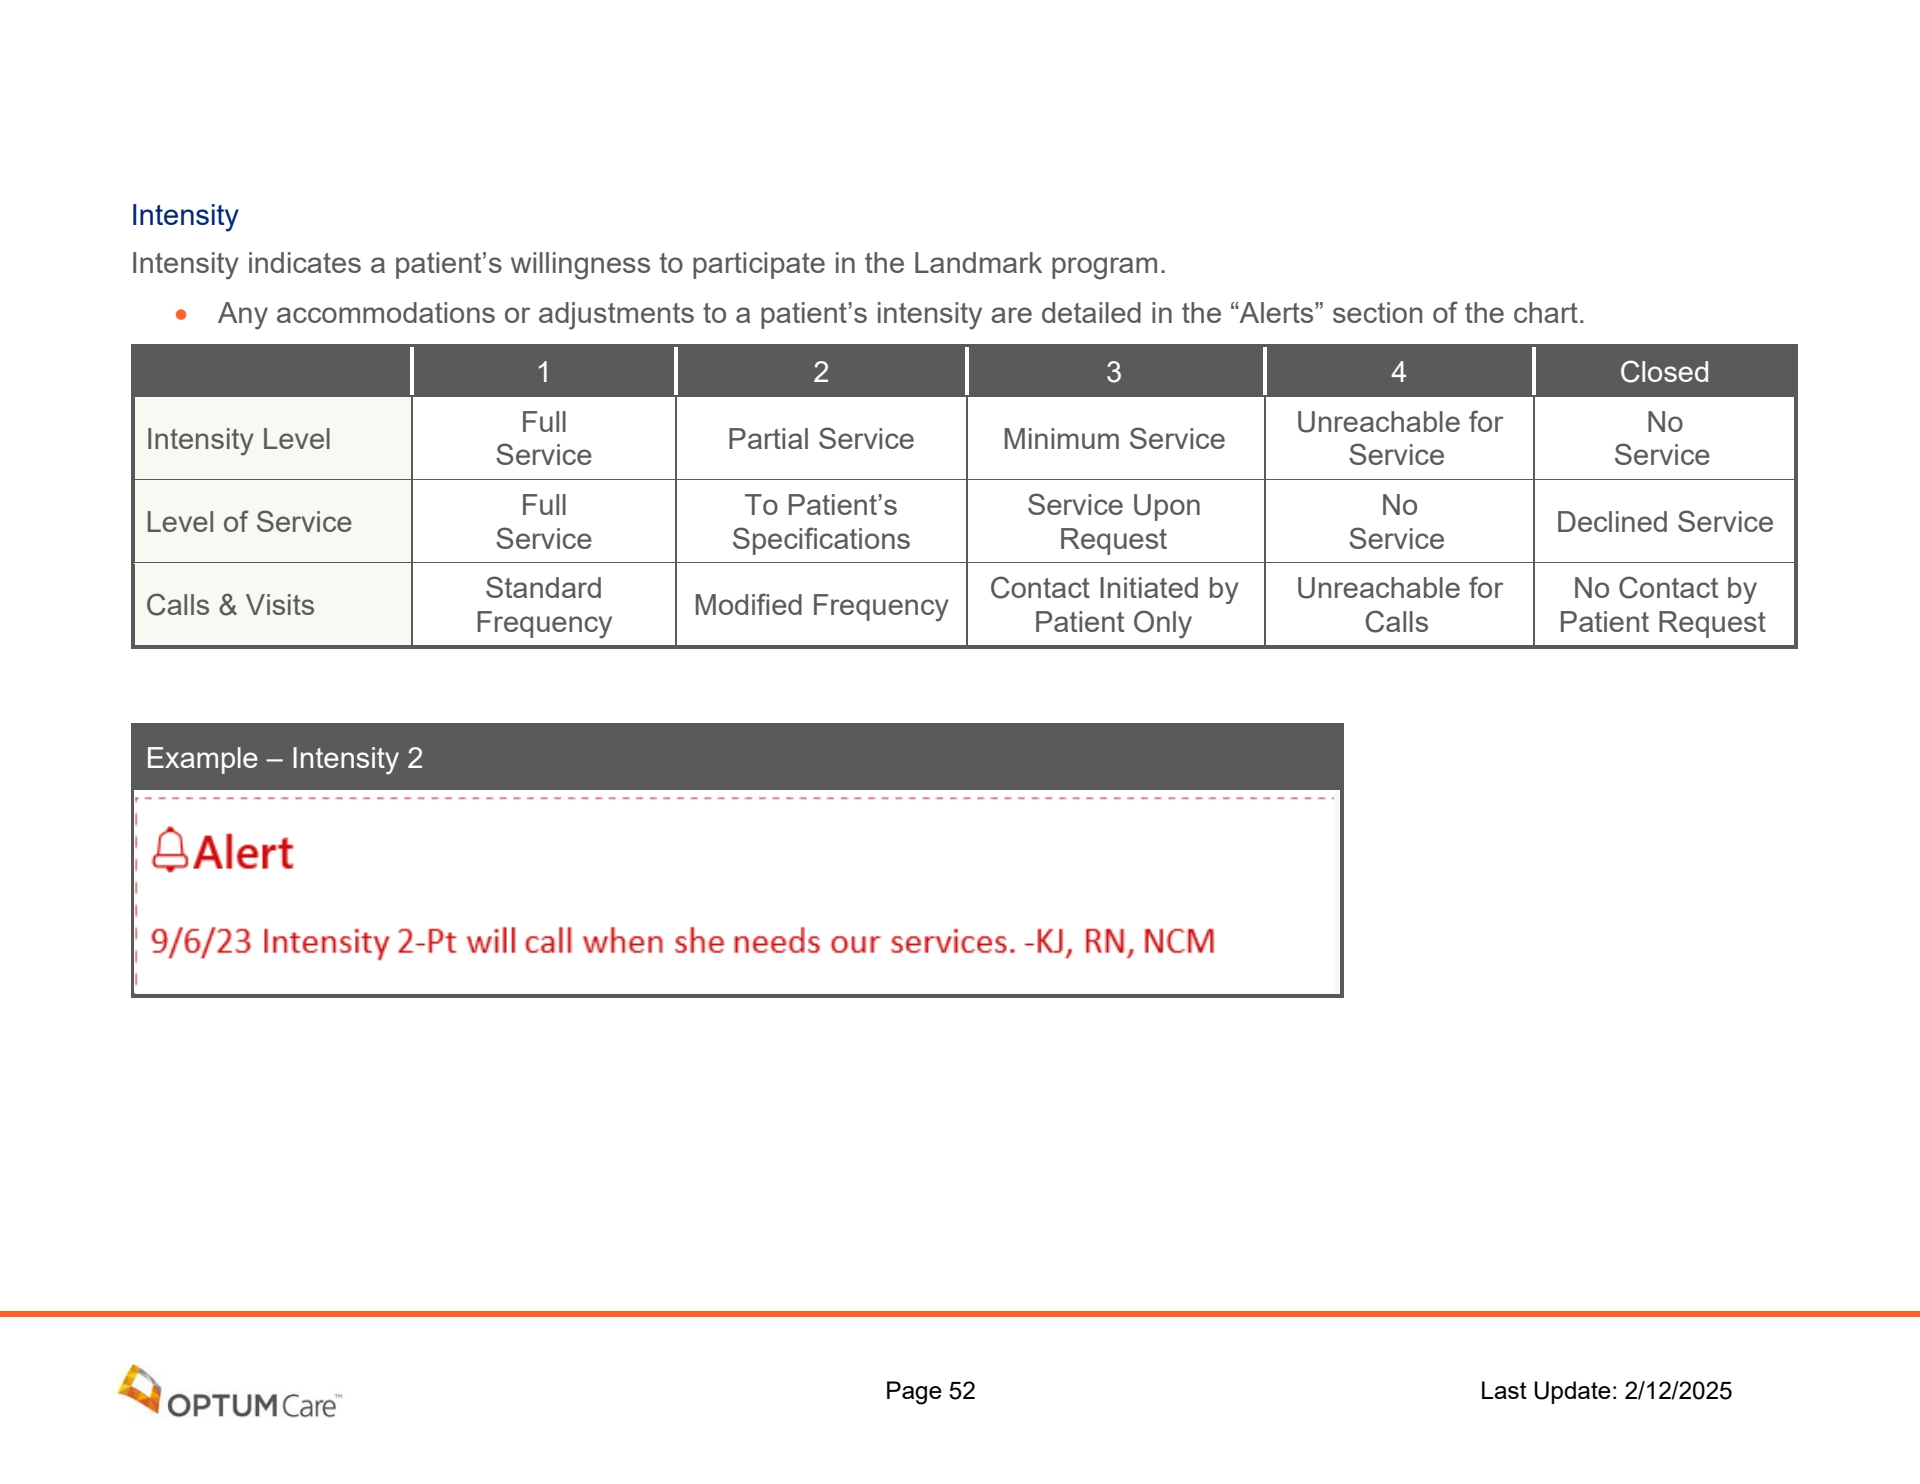 Intensity
Intensity indicates a patient’s willingness to participate in the Landmark program.
• Any accommodations or adjustments to a patient’s intensity are detailed in the “Alerts” section of the chart.
1 2 3 4 Closed
Intensity Level
Full
Service
Partial Service
Minimum Service
Unreachable for
Service
No
Service
Level of Service
Full
Service
To Patient’s
Specifications
Service Upon
Request
No
Service
Declined Service
Calls & Visits
Standard
Frequency
Modified Frequency
Contact Initiated by
Patient Only
Unreachable for
Calls
No Contact by
Patient Request
Example – Intensity 2
Alert
9/6/23 Intensity 2-Pt will call when she needs our services. -KJ, RN, NCM
OPTUM Care™
Page 52
Last Update: 2/12/2025